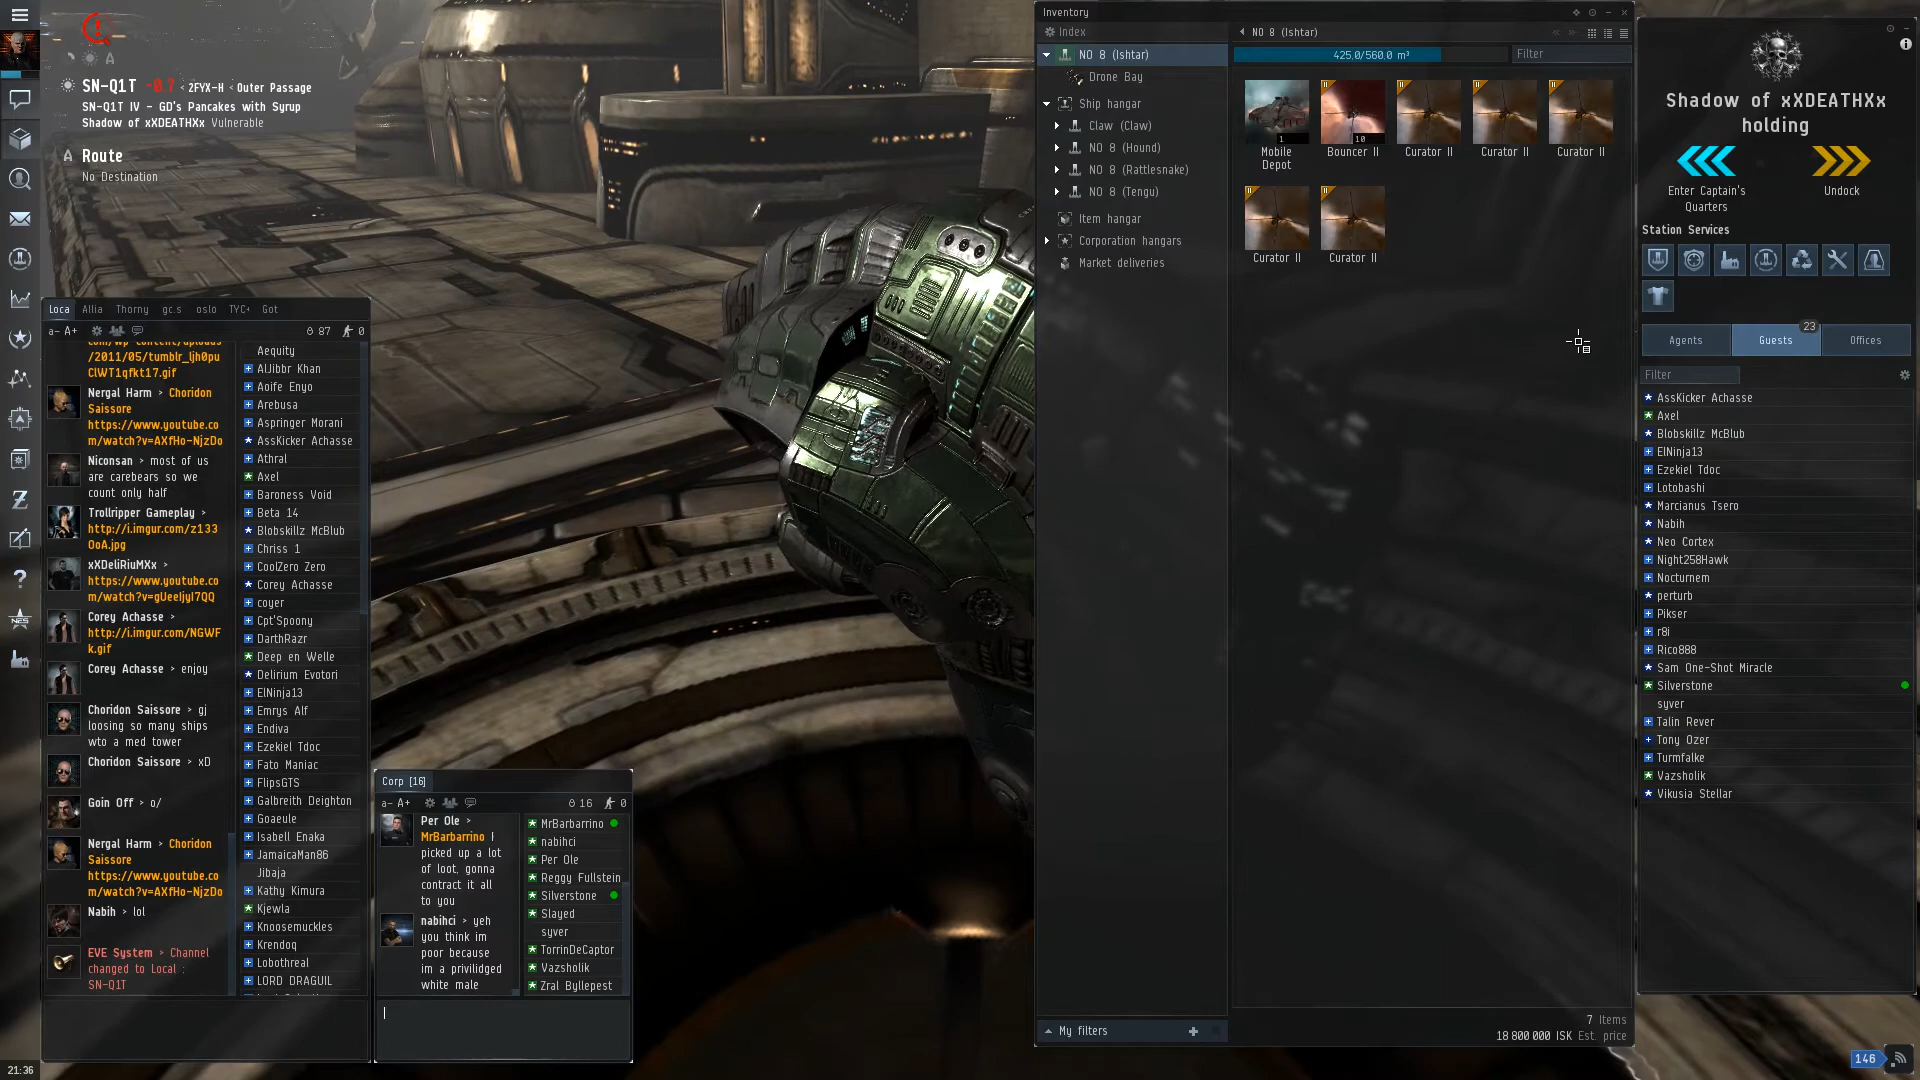 SN-Q1T -0.7 < 2FYX-H < Outer Passage
SN-Q1T IV - GD's Pancakes with Syrup
Shadow of xXDEATHXx Vulnerable
A Route
No Destination
Loca Allia Thorny gc.s oslo TYC+ Got
a- A+ 87 0
/2011/05/tumblr_ljh0pu
ClWT1qfkt17.gif
Nergal Harm > Choridon
Saissore
https://www.youtube.co
m/watch?v=AXfHo-NjzDo
Niconsan > most of us
are carebears so we
count only half
Trollripper Gameplay >
http://i.imgur.com/z133
OoA.jpg
xXDeliRiuMXx >
https://www.youtube.co
m/watch?v=gUeeIjyI7QQ
Corey Achasse >
http://i.imgur.com/NGWF
k.gif
Corey Achasse > enjoy
Choridon Saissore > gj
loosing so many ships
wto a med tower
Choridon Saissore > xD
Goin Off > o/
Nergal Harm > Choridon
Saissore
https://www.youtube.co
m/watch?v=AXfHo-NjzDo
Nabih > lol
EVE System > Channel
changed to Local :
SN-Q1T
Aequity
AlJibbr Khan
Aoife Enyo
Arebusa
Aspringer Morani
AssKicker Achasse
Athral
Axel
Baroness Void
Beta 14
Blobskillz McBlub
Chriss 1
CoolZero Zero
Corey Achasse
coyer
Cpt'Spoony
DarthRazr
Deep en Welle
Delirium Evotori
ElNinja13
Emrys Alf
Endiva
Ezekiel Tdoc
Fato Maniac
FlipsGTS
Galbreith Deighton
Goaeule
Isabell Enaka
JamaicaMan86
Jibaja
Kathy Kimura
Kjewla
Knoosemuckles
Krendoq
Lobothreal
LORD DRAGUIL
Corp [16]
a- A+ 16 0
Per Ole >
MrBarbarrino I
picked up a lot
of loot, gonna
contract it all
to you
nabihci > yeh
you think im
poor because
im a privilidged
white male
MrBarbarrino
nabihci
Per Ole
Reggy Fullstein
Silverstone
Slayed
syver
TorrinDeCaptor
Vazsholik
Zral Byllepest
Inventory
Index
NO 8 (Ishtar)
Drone Bay
Ship hangar
Claw (Claw)
NO 8 (Hound)
NO 8 (Rattlesnake)
NO 8 (Tengu)
Item hangar
Corporation hangars
Market deliveries
My filters
NO 8 (Ishtar)
425.0/560.0 m³
Filter
1 10
Mobile Depot
Bouncer II
Curator II
Curator II
Curator II
Curator II
Curator II
7 Items
18 800 000 ISK Est. price
Shadow of xXDEATHXx
holding
Enter Captain's
Quarters
Undock
Station Services
23
Agents Guests Offices
Filter
AssKicker Achasse
Axel
Blobskillz McBlub
ElNinja13
Ezekiel Tdoc
Lotobashi
Marcianus Tsero
Nabih
Neo Cortex
Night258Hawk
Nocturnem
perturb
Pikser
r8i
Rico888
Sam One-Shot Miracle
Silverstone
syver
Talin Rever
Tony Ozer
Turmfalke
Vazsholik
Vikusia Stellar
21:36
146